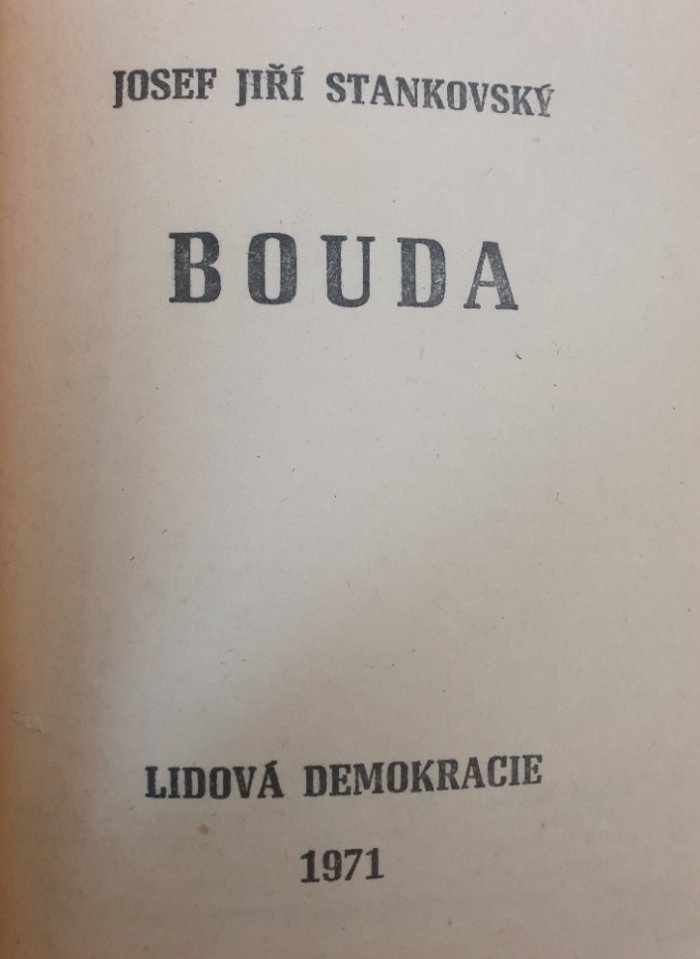 JOSEF JIŘÍ STANKOVSKÝ
BOUDA
LIDOVÁ DEMOKRACIE
1971